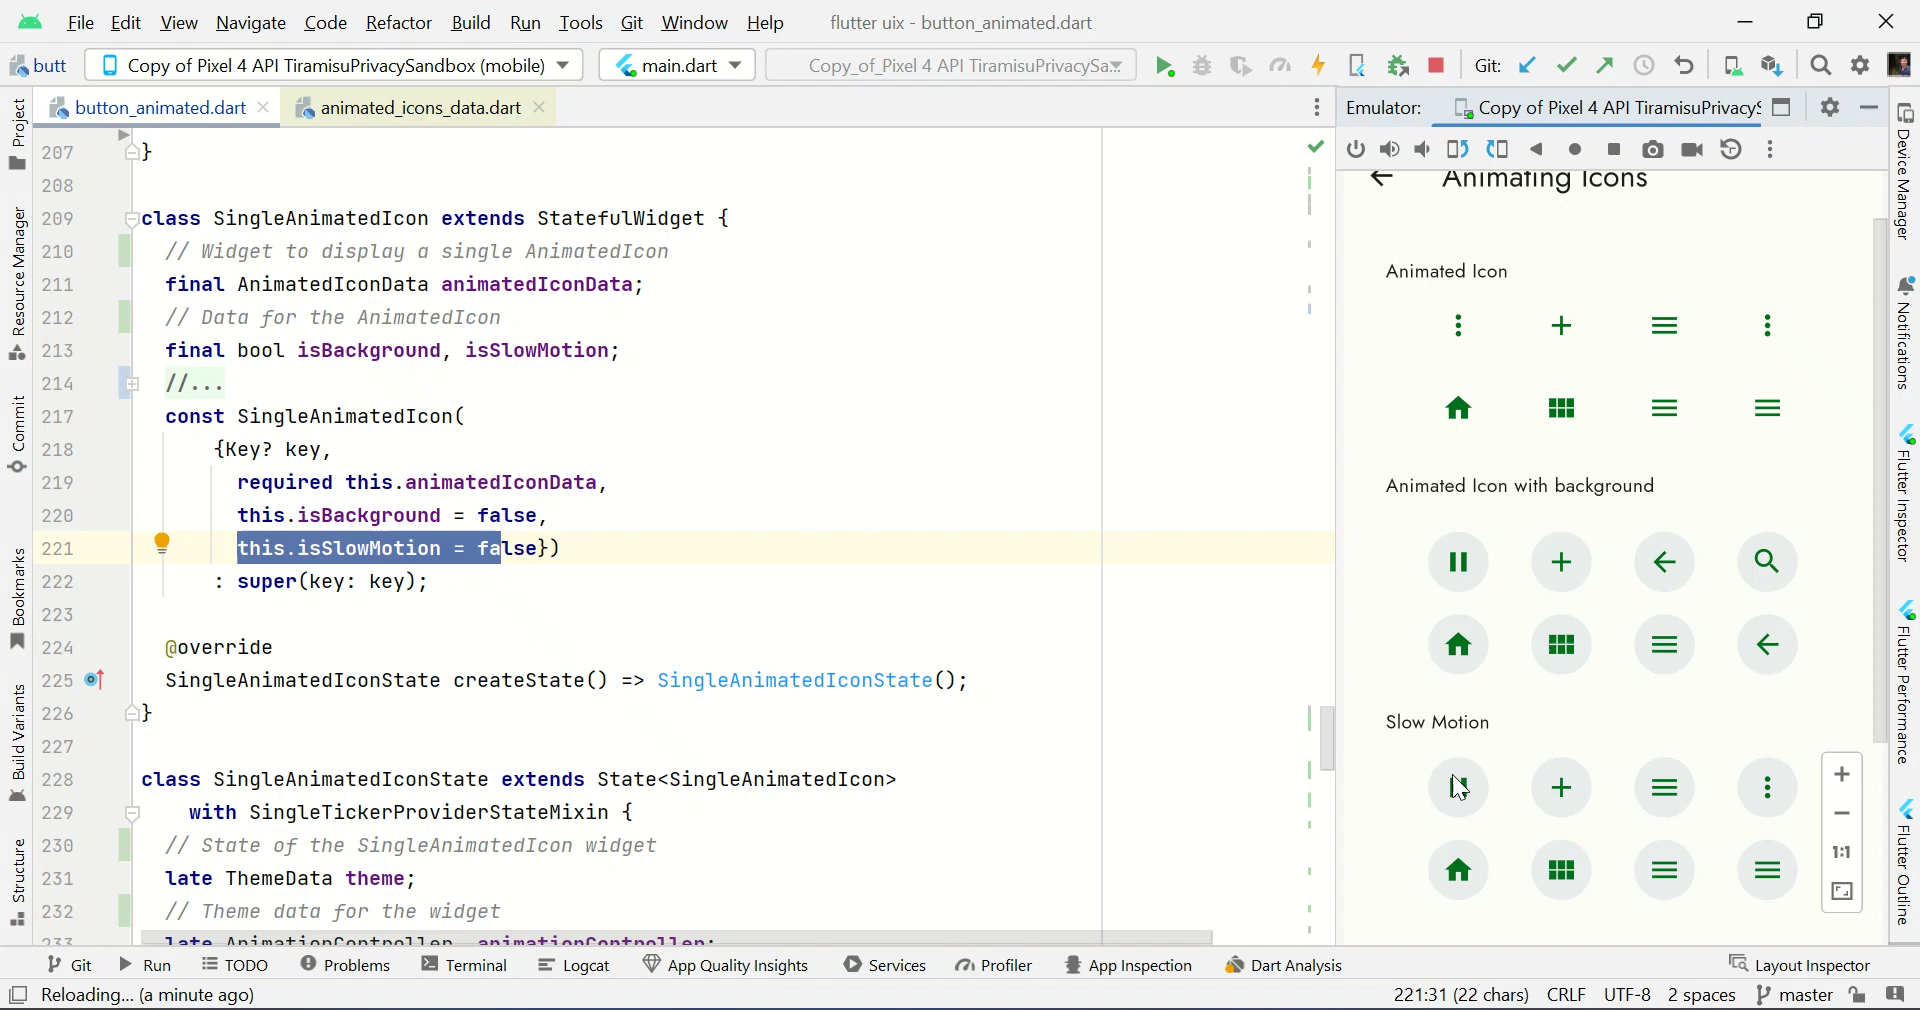 File Edit View Navigate Code Refactor Build Run Tools Git Window Help flutter uix - button_animated.dart
butt Copy of Pixel 4 API TiramisuPrivacySandbox (mobile) main.dart Copy_of_Pixel 4 API TiramisuPrivacySa... Git:
button_animated.dart animated_icons_data.dart Emulator: Copy of Pixel 4 API TiramisuPrivacyS
207 }
208
209 class SingleAnimatedIcon extends StatefulWidget {
210 // Widget to display a single AnimatedIcon
211 final AnimatedIconData animatedIconData;
212 // Data for the AnimatedIcon
213 final bool isBackground, isSlowMotion;
214 //...
217 const SingleAnimatedIcon(
218 {Key? key,
219 required this.animatedIconData,
220 this.isBackground = false,
221 this.isSlowMotion = false})
222 : super(key: key);
223
224 @override
225 SingleAnimatedIconState createState() => SingleAnimatedIconState();
226 }
227
228 class SingleAnimatedIconState extends State<SingleAnimatedIcon>
229 with SingleTickerProviderStateMixin {
230 // State of the SingleAnimatedIcon widget
231 late ThemeData theme;
232 // Theme data for the widget
233 late AnimationController animationController;
Animating Icons
Animated Icon
Animated Icon with background
Slow Motion
1:1
Project
Resource Manager
Commit
Bookmarks
Build Variants
Structure
Device Manager
Notifications
Flutter Inspector
Flutter Performance
Flutter Outline
Git Run TODO Problems Terminal Logcat App Quality Insights Services Profiler App Inspection Dart Analysis Layout Inspector
Reloading... (a minute ago) 221:31 (22 chars) CRLF UTF-8 2 spaces master